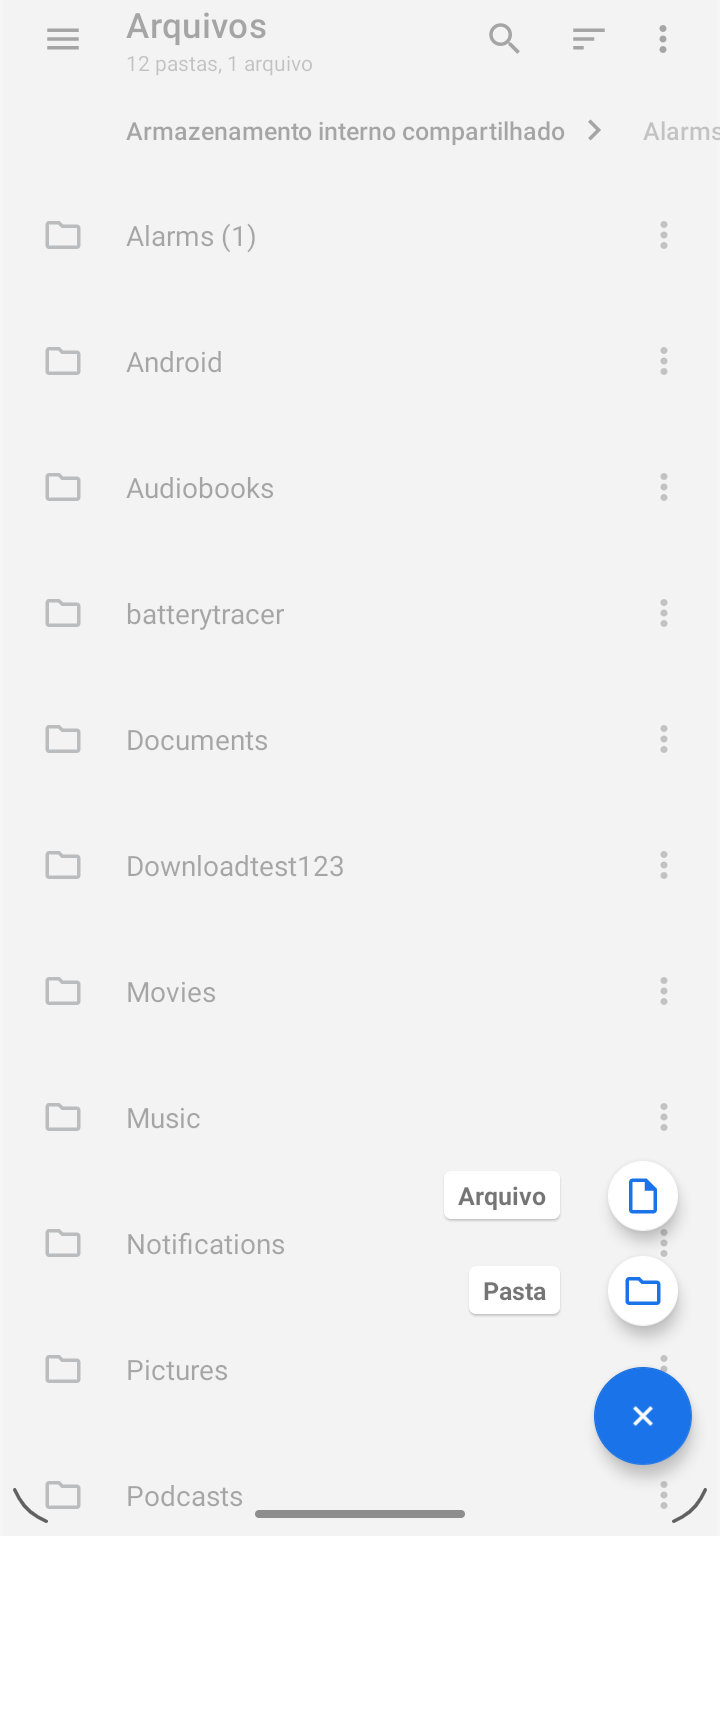 Arquivos
12 pastas, 1 arquivo
Armazenamento interno compartilhado
Alarms
Alarms (1)
Android
Audiobooks
batterytracer
Documents
Downloadtest123
Movies
Music
Arquivo
Notifications
Pasta
Pictures
Podcasts